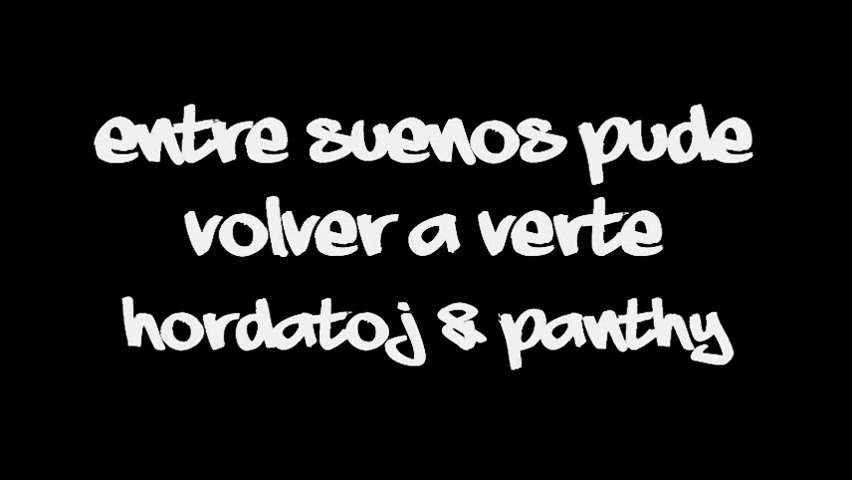 entre suenos pude
volver a verte
hordatoj & panthy